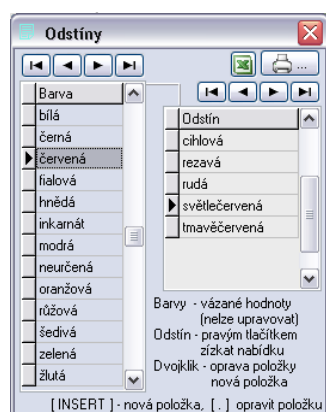 Odstíny
...
Barva
bílá
černá
červená
fialová
hnědá
inkarnát
modrá
neurčená
oranžová
růžová
šedivá
zelená
žlutá
Odstín
cihlová
rezavá
rudá
světlečervená
tmavěčervená
Barvy - vázané hodnoty
(nelze upravovat)
Odstín - pravým tlačítkem
zízkat nabídku
Dvojklik - oprava položky
nová položka
[ INSERT ] - nová položka, [ . ] opravit položku